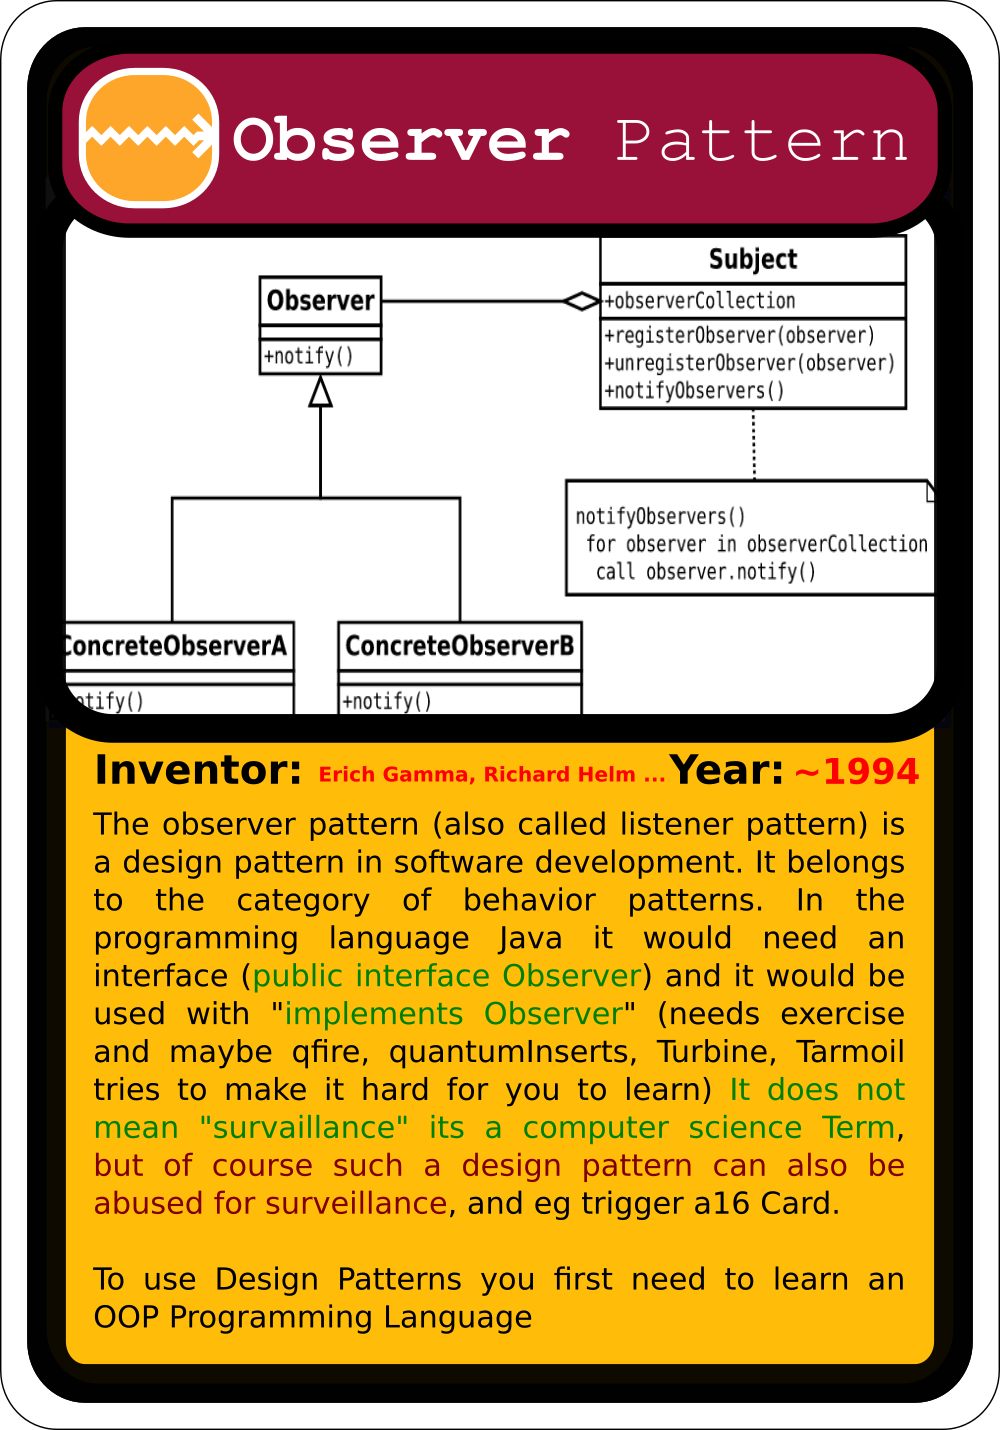 Observer Pattern
Subject
Observer
+observerCollection
+registerObserver(observer)
+notify()
+unregisterObserver(observer)
+notifyObservers()
notifyObservers()
for observer in observerCollection
call observer.notify()
ConcreteObserverA
ConcreteObserverB
notify()
+notify()
Inventor: Erich Gamma, Richard Helm ... Year: ~1994
The observer pattern (also called listener pattern) is
a design pattern in software development. It belongs
to the category of behavior patterns. In the
programming language Java it would need an
interface (public interface Observer) and it would be
used with "implements Observer" (needs exercise
and maybe qfire, quantumInserts, Turbine, Tarmoil
tries to make it hard for you to learn) It does not
mean "survaillance" its a computer science Term,
but of course such a design pattern can also be
abused for surveillance, and eg trigger a16 Card.
To use Design Patterns you first need to learn an
OOP Programming Language